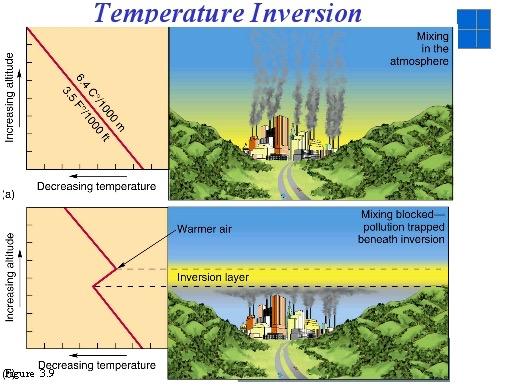 Temperature Inversion
Increasing altitude
6.4 C°/1000 m
3.5 F°/1000 ft
Decreasing temperature
(a)
Mixing
in the
atmosphere
Increasing altitude
Warmer air
Inversion layer
Mixing blocked—
pollution trapped
beneath inversion
Decreasing temperature
Figure 3.9